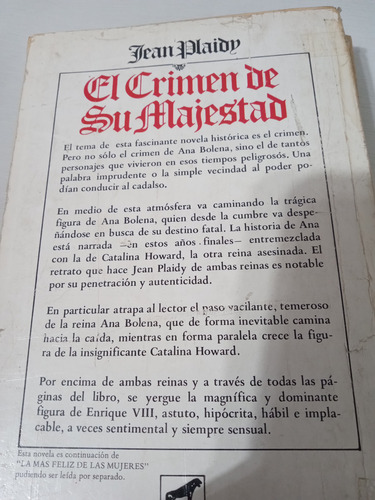 Jean Plaidy
El Crimen de
Su Majestad
El tema de esta fascinante novela histórica es el crimen.
Pero no sólo el crimen de Ana Bolena, sino el de tantos
personajes que vivieron en esos tiempos peligrosos. Una
palabra imprudente o la simple vecindad al poder po-
dían conducir al cadalso.
En medio de esta atmósfera va caminando la trágica
figura de Ana Bolena, quien desde la cumbre va despe-
ñándose en busca de su destino fatal. La historia de Ana
está narrada —en estos años finales— entremezclada
con la de Catalina Howard, la otra reina asesinada. El
retrato que hace Jean Plaidy de ambas reinas es notable
por su penetración y autenticidad.
En particular atrapa al lector el paso vacilante, temeroso
de la reina Ana Bolena, que de forma inevitable camina
hacia la caída, mientras en forma paralela crece la figu-
ra de la insignificante Catalina Howard.
Por encima de ambas reinas y a través de todas las pá-
ginas del libro, se yergue la magnífica y dominante
figura de Enrique VIII, astuto, hipócrita, hábil e impla-
cable, a veces sentimental y siempre sensual.
Esta novela es continuación de
"LA MAS FELIZ DE LAS MUJERES"
pudiendo ser leída por separado.